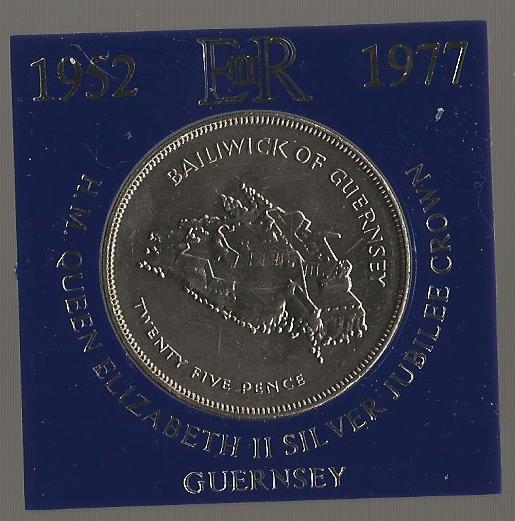 1952 EIIR 1977
H.M. QUEEN ELIZABETH II SILVER JUBILEE CROWN
GUERNSEY
BAILIWICK OF GUERNSEY
TWENTY FIVE PENCE